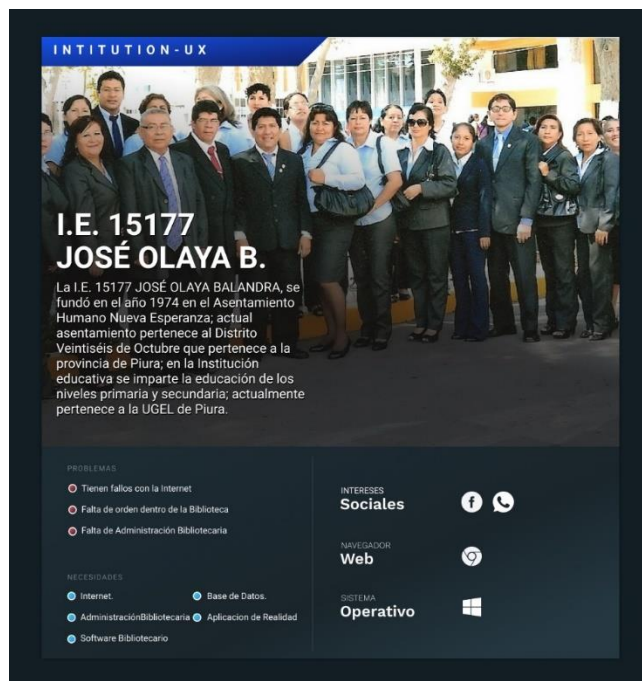 INTITUTION-UX
I.E. 15177
JOSÉ OLAYA B.
La I.E. 15177 JOSÉ OLAYA BALANDRA, se
fundó en el año 1974 en el Asentamiento
Humano Nueva Esperanza; actual
asentamiento pertenece al Distrito
Veintiséis de Octubre que pertenece a la
provincia de Piura; en la Institución
educativa se imparte la educación de los
niveles primaria y secundaria; actualmente
pertenece a la UGEL de Piura.
PROBLEMAS
Tienen fallos con la Internet
Falta de orden dentro de la Biblioteca
Falta de Administración Bibliotecaria
NECESIDADES
Internet.
Base de Datos.
AdministraciónBibliotecaria
Aplicacion de Realidad
Software Bibliotecario
INTERESES
Sociales
NAVEGADOR
Web
SISTEMA
Operativo